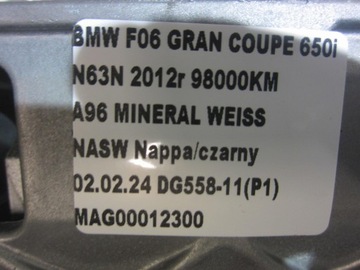 BMW F06 GRAN COUPE 650i
N63N 2012r 98000KM
A96 MINERAL WEISS
NASW Nappa/czarny
02.02.24 DG558-11(P1)
MAG00012300